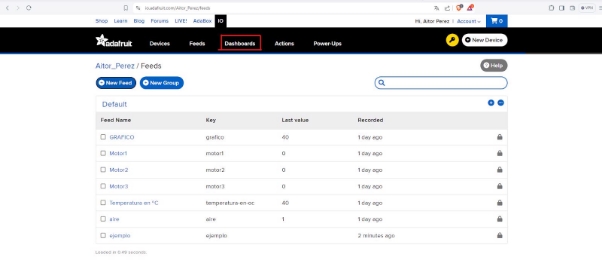 io.adafruit.com/Aitor_Perez/feeds
VPN
Shop Learn Blog Forums LIVE! AdaBox IO
Hi, Aitor Perez | Account 0
adafruit Devices Feeds Dashboards Actions Power-Ups New Device
Aitor_Perez / Feeds
Help
New Feed New Group
Default
Feed Name Key Last value Recorded
GRAFICO grafico 40 1 day ago
Motor1 motor1 0 1 day ago
Motor2 motor2 0 1 day ago
Motor3 motor3 0 1 day ago
Temperatura en ºC temperatura-en-oc 40 1 day ago
aire aire 1 1 day ago
ejemplo ejemplo 2 minutes ago
Loaded in 0.99 seconds.